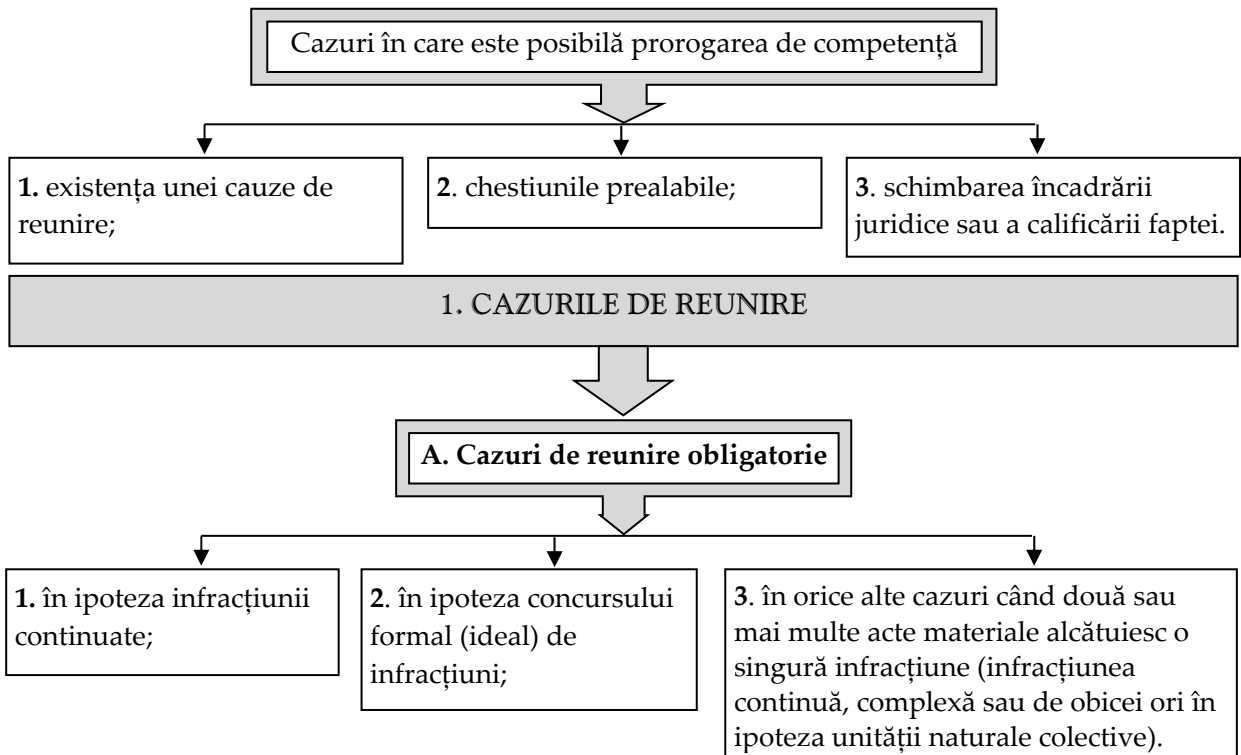 Cazuri în care este posibilă prorogarea de competență
1. existența unei cauze de
reunire;
2. chestiunile prealabile;
3. schimbarea încadrării
juridice sau a calificării faptei.
1. CAZURILE DE REUNIRE
A. Cazuri de reunire obligatorie
1. în ipoteza infracțiunii
continuate;
2. în ipoteza concursului
formal (ideal) de
infracțiuni;
3. în orice alte cazuri când două sau
mai multe acte materiale alcătuiesc o
singură infracțiune (infracțiunea
continuă, complexă sau de obicei ori în
ipoteza unității naturale colective).